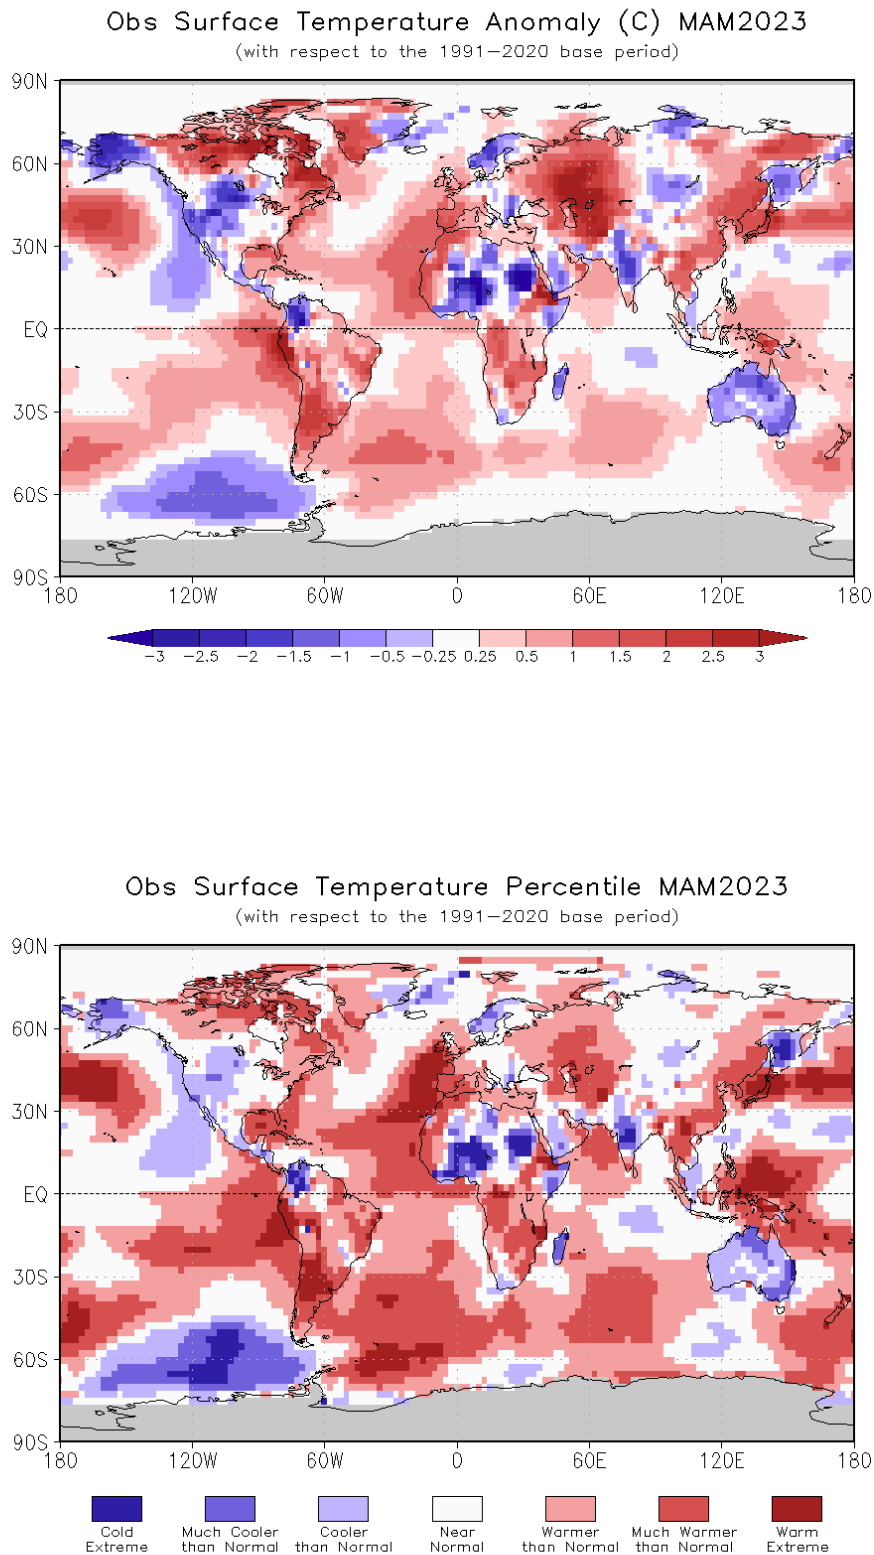 Obs Surface Temperature Anomaly (C) MAM2023
(with respect to the 1991-2020 base period)
90N
60N
30N
EQ
30S
60S
90S
180 120W 60W 0 60E 120E 180
-3 -2.5 -2 -1.5 -1 -0.5 -0.25 0.25 0.5 1 1.5 2 2.5 3
Obs Surface Temperature Percentile MAM2023
(with respect to the 1991-2020 base period)
90N
60N
30N
EQ
30S
60S
90S
180 120W 60W 0 60E 120E 180
Cold Much Cooler Cooler Near Warmer Much Warmer Warm
Extreme than Normal than Normal Normal than Normal than Normal Extreme